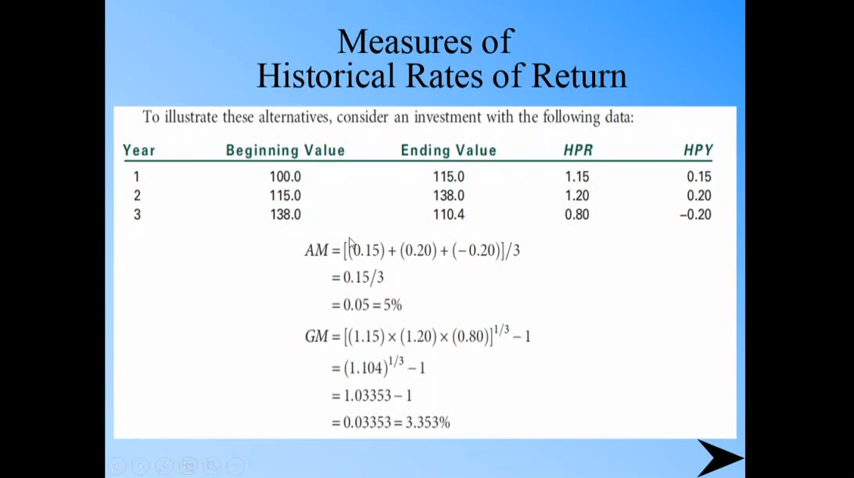 Measures of
Historical Rates of Return
To illustrate these alternatives, consider an investment with the following data:
Year Beginning Value Ending Value HPR HPY
1 100.0 115.0 1.15 0.15
2 115.0 138.0 1.20 0.20
3 138.0 110.4 0.80 −0.20
AM = [(0.15) + (0.20) + (−0.20)]/3
= 0.15/3
= 0.05 = 5%
GM = [(1.15) × (1.20) × (0.80)]^1/3 − 1
= (1.104)^1/3 − 1
= 1.03353 − 1
= 0.03353 = 3.353%